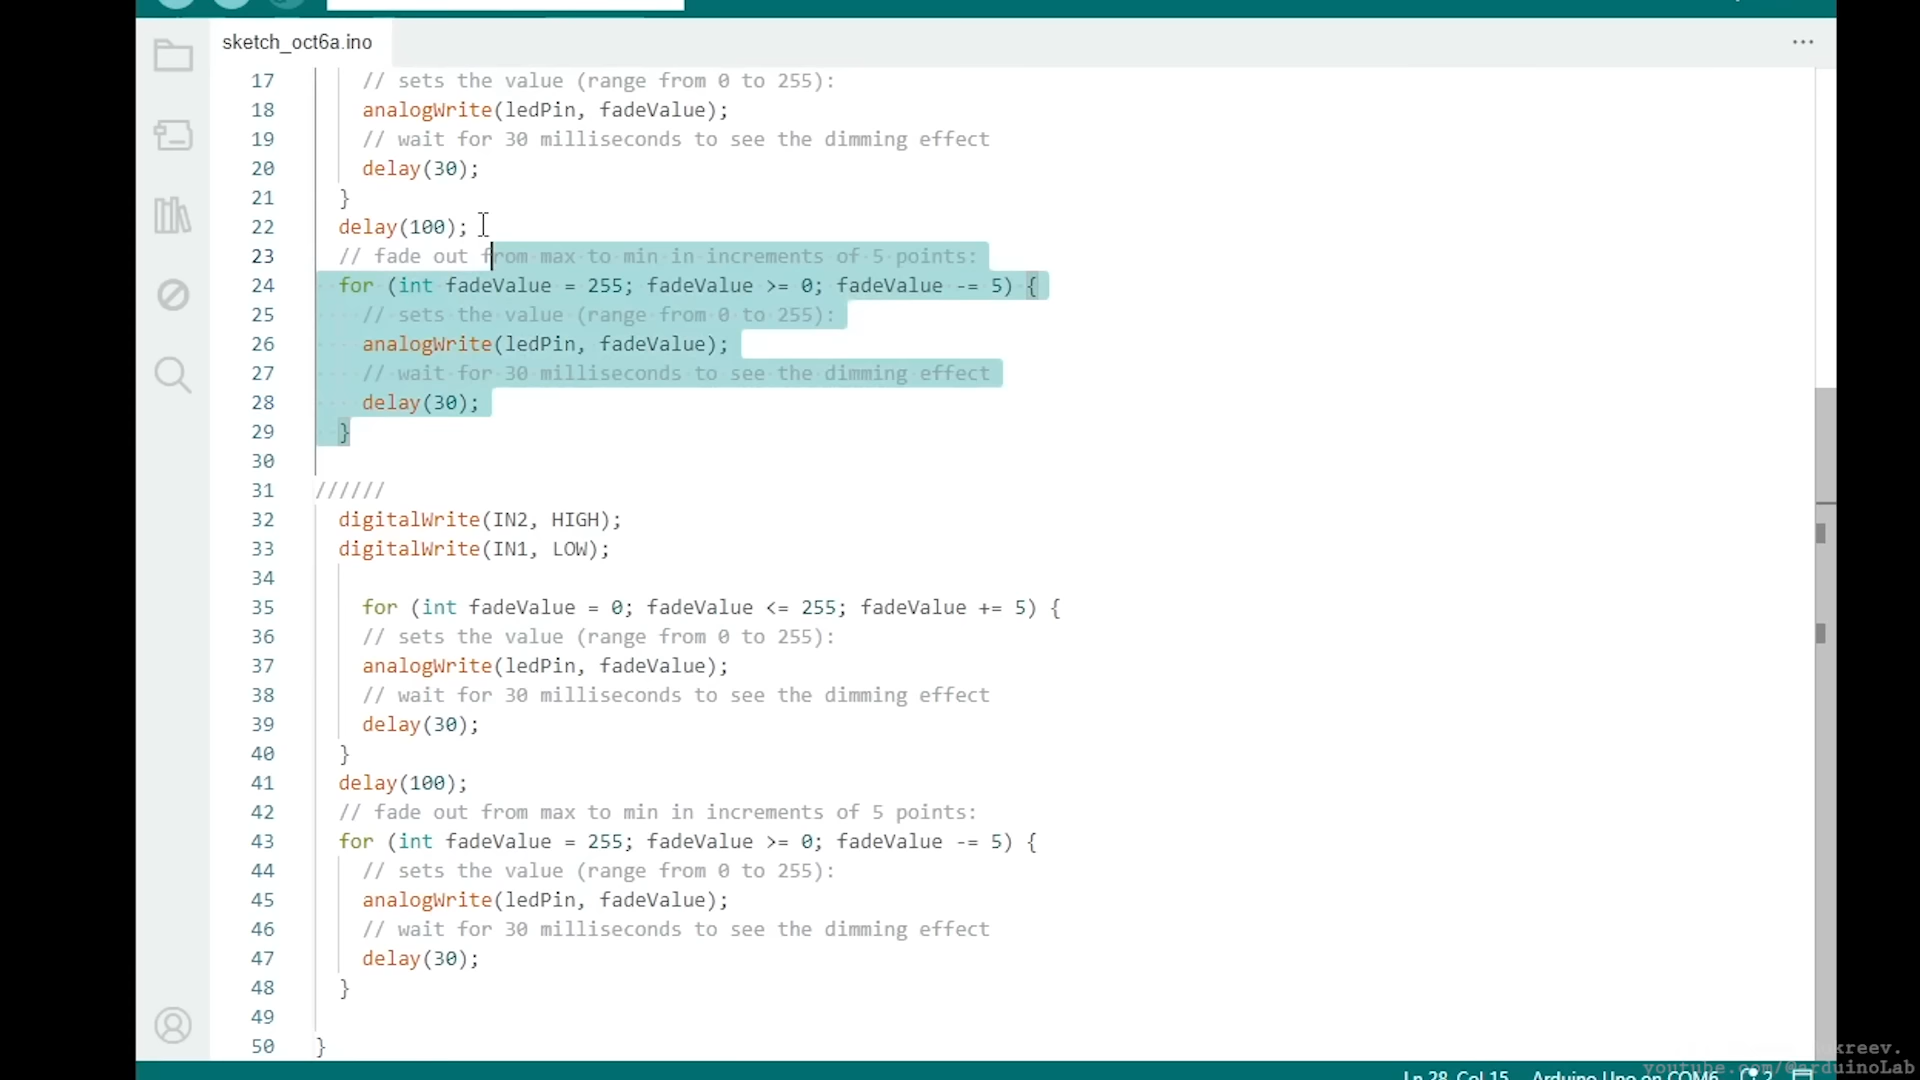 sketch_oct6a.ino
17 // sets the value (range from 0 to 255):
18 analogWrite(ledPin, fadeValue);
19 // wait for 30 milliseconds to see the dimming effect
20 delay(30);
21 }
22 delay(100);
23 // fade out from max to min in increments of 5 points:
24 for (int fadeValue = 255; fadeValue >= 0; fadeValue -= 5) {
25 // sets the value (range from 0 to 255):
26 analogWrite(ledPin, fadeValue);
27 // wait for 30 milliseconds to see the dimming effect
28 delay(30);
29 }
30
31 //////
32 digitalWrite(IN2, HIGH);
33 digitalWrite(IN1, LOW);
34
35 for (int fadeValue = 0; fadeValue <= 255; fadeValue += 5) {
36 // sets the value (range from 0 to 255):
37 analogWrite(ledPin, fadeValue);
38 // wait for 30 milliseconds to see the dimming effect
39 delay(30);
40 }
41 delay(100);
42 // fade out from max to min in increments of 5 points:
43 for (int fadeValue = 255; fadeValue >= 0; fadeValue -= 5) {
44 // sets the value (range from 0 to 255):
45 analogWrite(ledPin, fadeValue);
46 // wait for 30 milliseconds to see the dimming effect
47 delay(30);
48 }
49
50 }
kreev.
youtube.com/@arduinoLab
Ln 28, Col 15 Arduino Uno on COM6 2